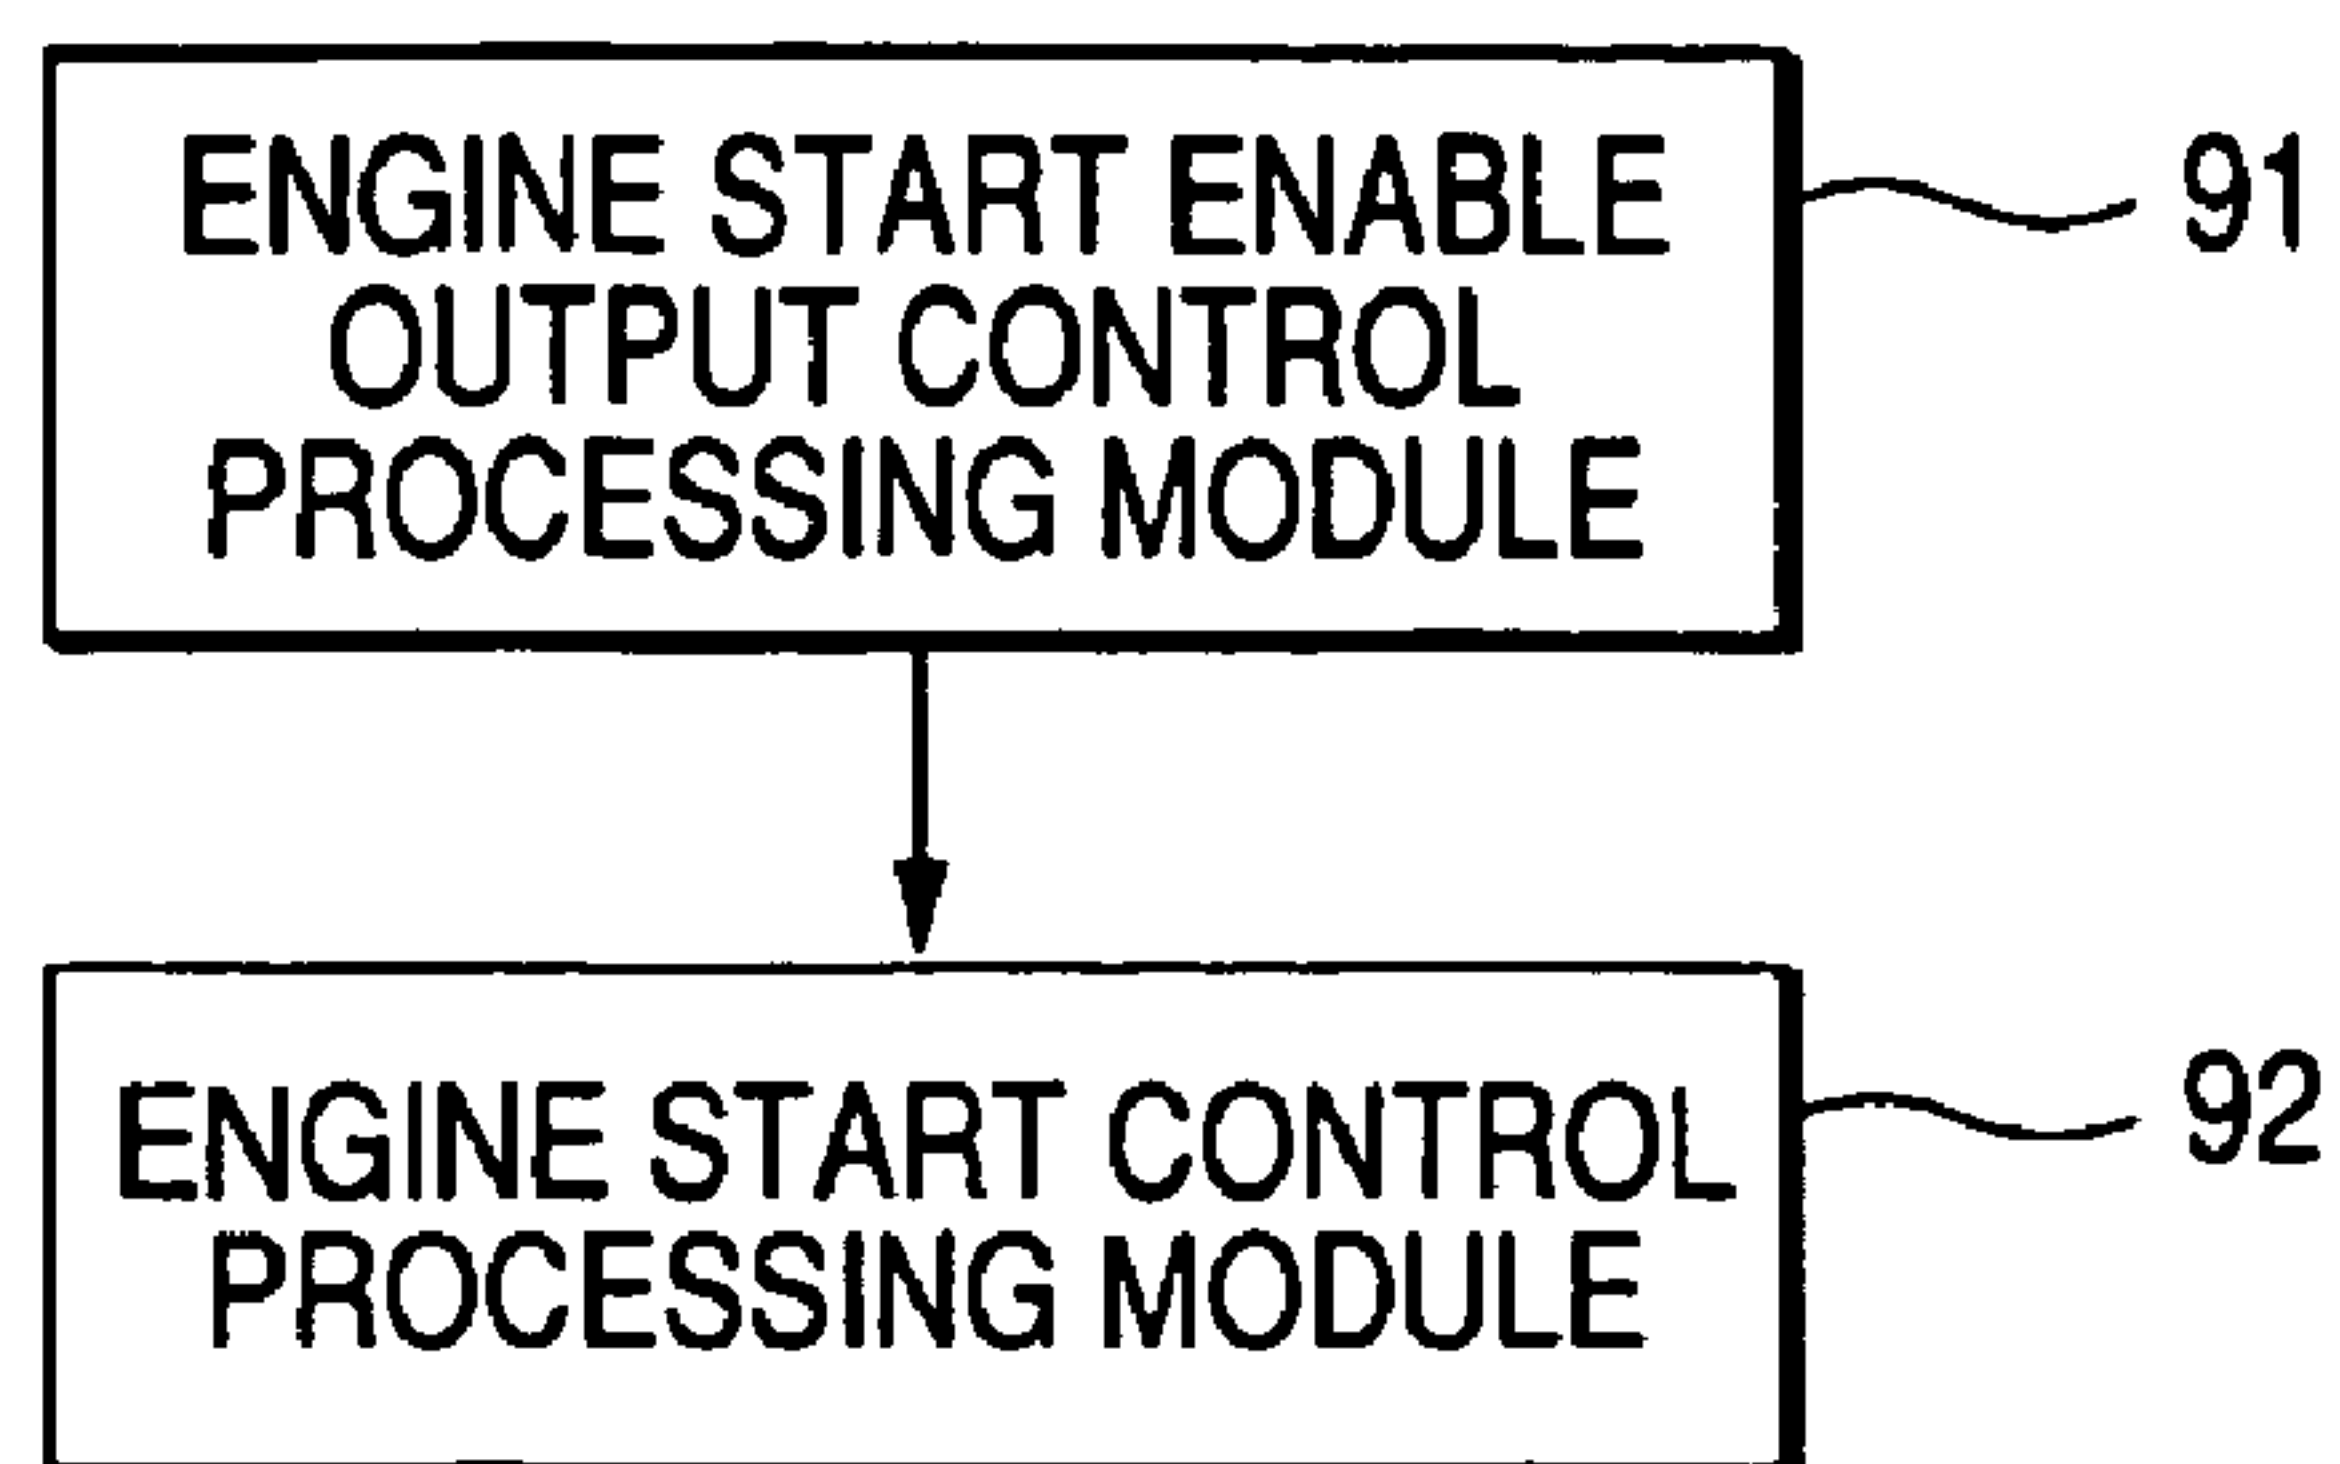 ENGINE START ENABLE
OUTPUT CONTROL
PROCESSING MODULE
91
ENGINE START CONTROL
PROCESSING MODULE
92